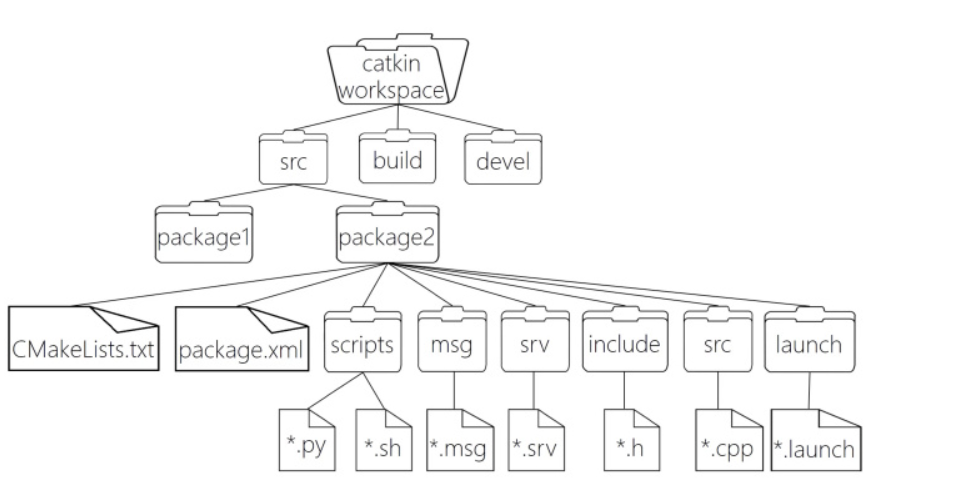 catkin
workspace
src
build
devel
package1
package2
CMakeLists.txt
package.xml
scripts
msg
srv
include
src
launch
*.py
*.sh
*.msg
*.srv
*.h
*.cpp
*.launch